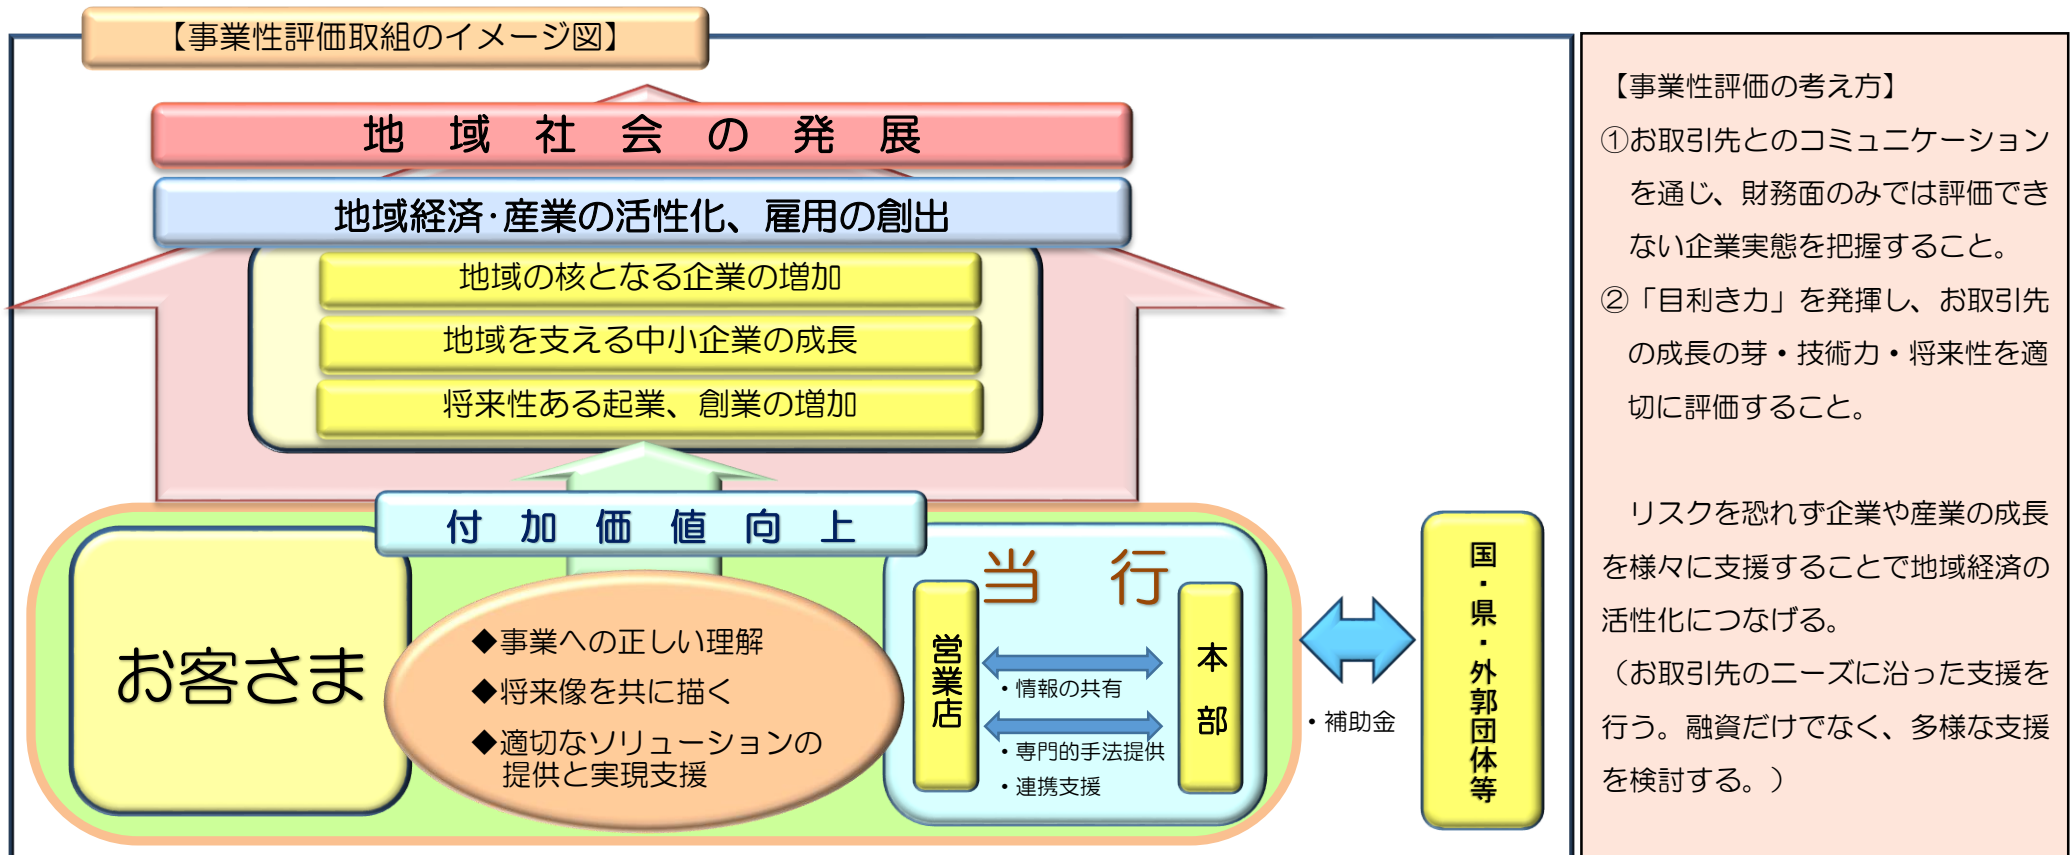 【事業性評価取組のイメージ図】
地域社会の発展
地域経済・産業の活性化、雇用の創出
地域の核となる企業の増加
地域を支える中小企業の成長
将来性ある起業、創業の増加
付加価値向上
お客さま
◆事業への正しい理解
◆将来像を共に描く
◆適切なソリューションの
提供と実現支援
当行
営業店
・情報の共有
・専門的手法提供
・連携支援
本部
・補助金
国・県・外郭団体等
【事業性評価の考え方】
①お取引先とのコミュニケーション
を通じ、財務面のみでは評価でき
ない企業実態を把握すること。
②「目利き力」を発揮し、お取引先
の成長の芽・技術力・将来性を適
切に評価すること。
リスクを恐れず企業や産業の成長
を様々に支援することで地域経済の
活性化につなげる。
（お取引先のニーズに沿った支援を
行う。融資だけでなく、多様な支援
を検討する。）